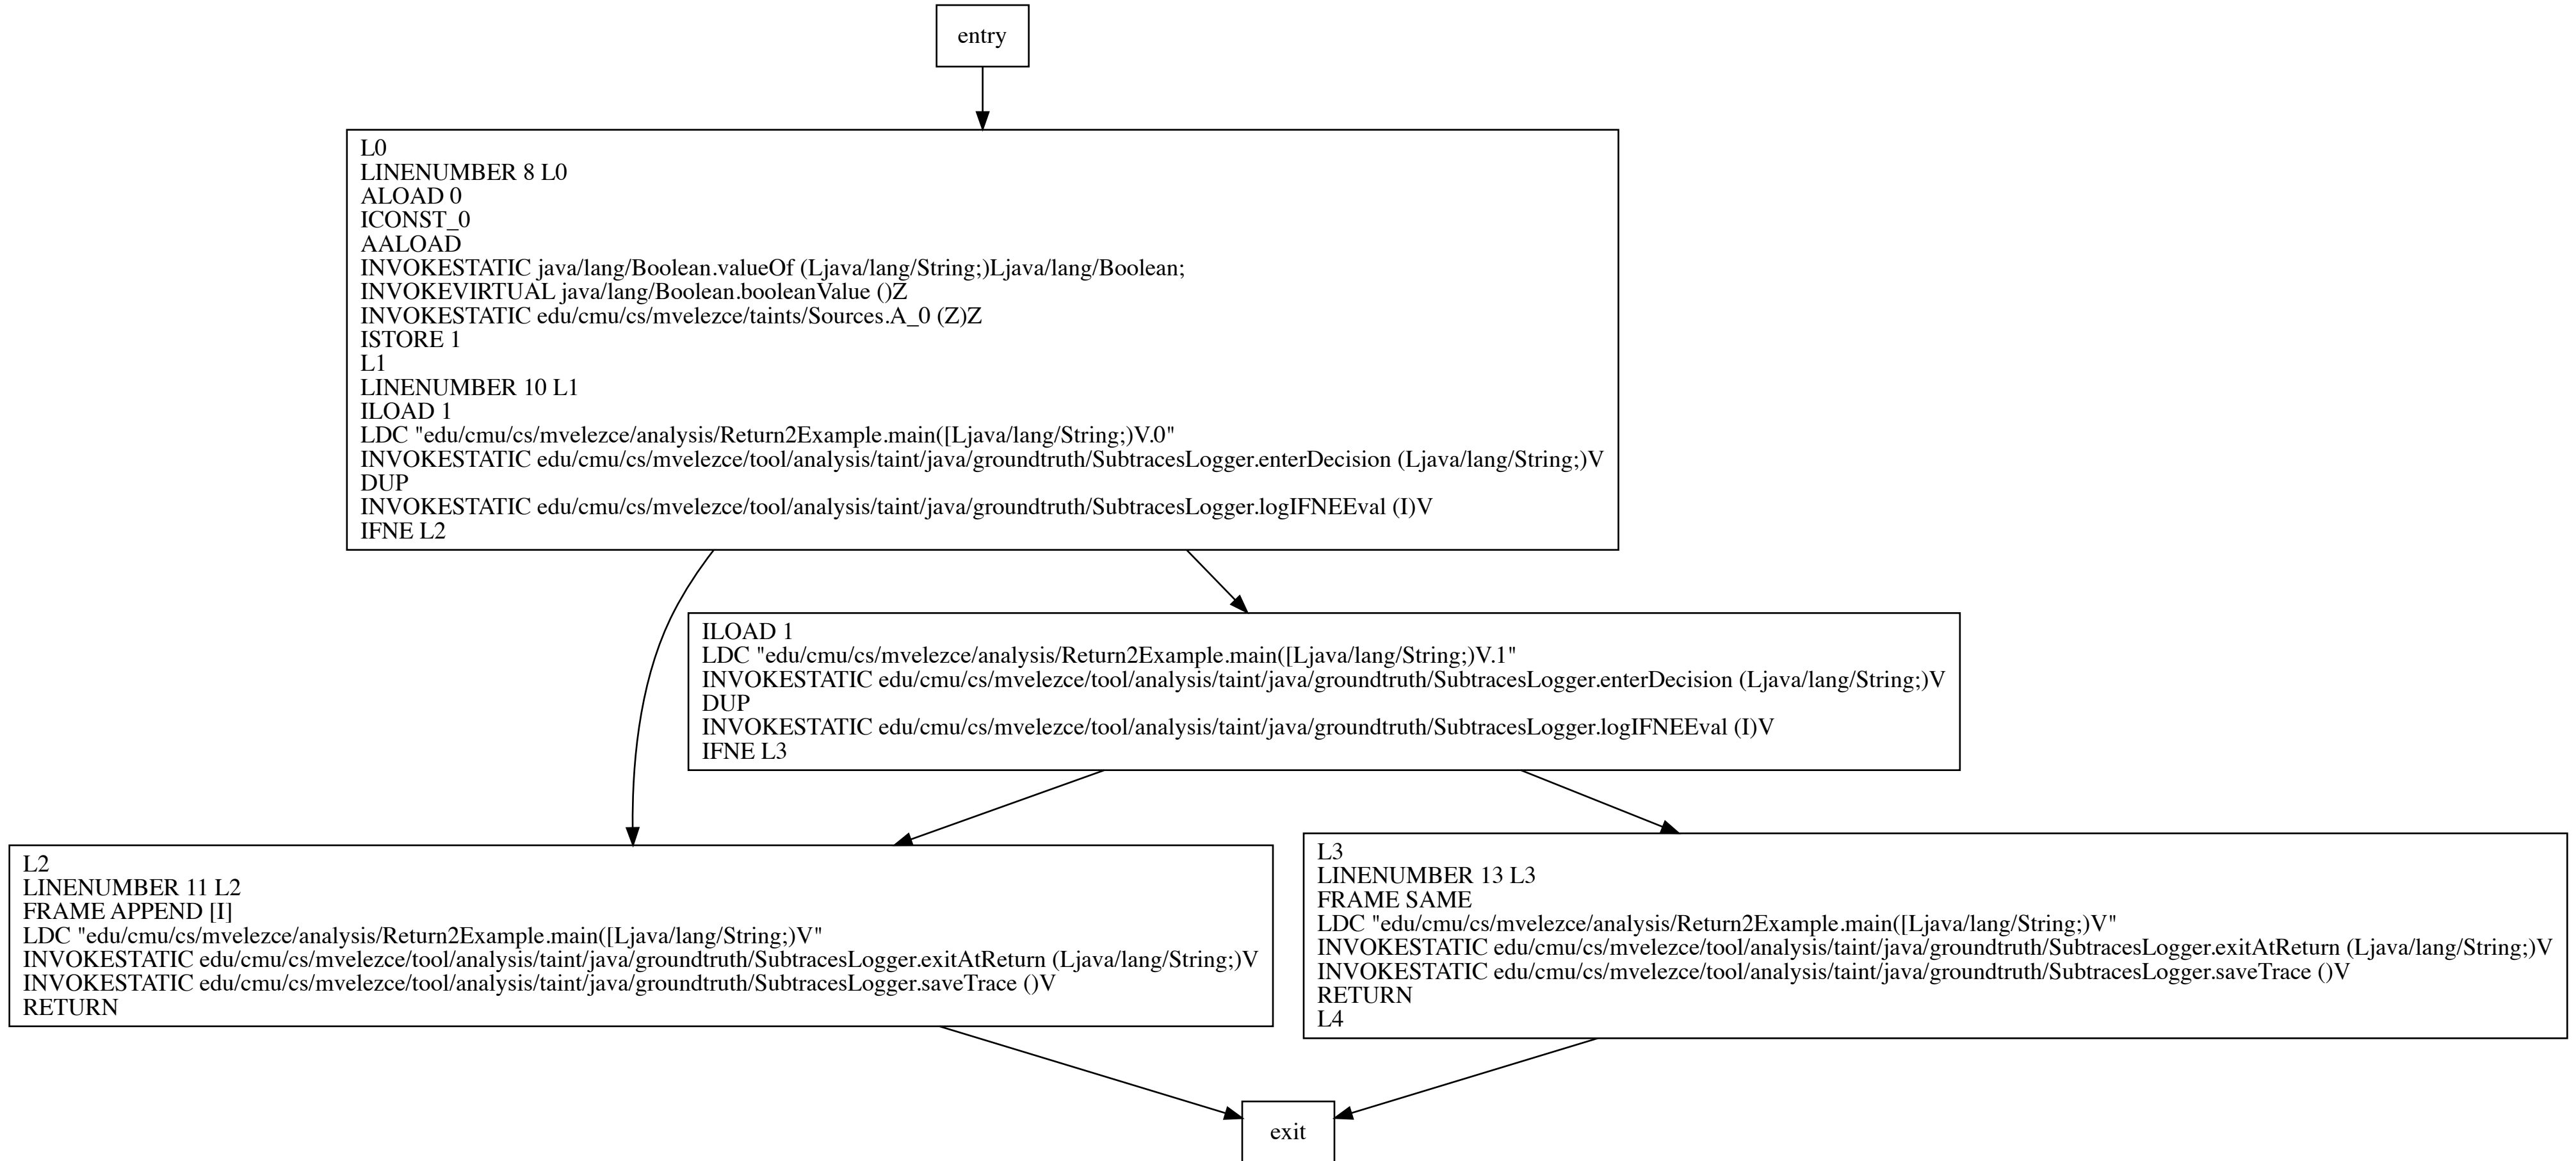 entry
L0
LINENUMBER 8 L0
ALOAD 0
ICONST_0
AALOAD
INVOKESTATIC java/lang/Boolean.valueOf (Ljava/lang/String;)Ljava/lang/Boolean;
INVOKEVIRTUAL java/lang/Boolean.booleanValue ()Z
INVOKESTATIC edu/cmu/cs/mvelezce/taints/Sources.A_0 (Z)Z
ISTORE 1
L1
LINENUMBER 10 L1
ILOAD 1
LDC "edu/cmu/cs/mvelezce/analysis/Return2Example.main([Ljava/lang/String;)V.0"
INVOKESTATIC edu/cmu/cs/mvelezce/tool/analysis/taint/java/groundtruth/SubtracesLogger.enterDecision (Ljava/lang/String;)V
DUP
INVOKESTATIC edu/cmu/cs/mvelezce/tool/analysis/taint/java/groundtruth/SubtracesLogger.logIFNEEval (I)V
IFNE L2
ILOAD 1
LDC "edu/cmu/cs/mvelezce/analysis/Return2Example.main([Ljava/lang/String;)V.1"
INVOKESTATIC edu/cmu/cs/mvelezce/tool/analysis/taint/java/groundtruth/SubtracesLogger.enterDecision (Ljava/lang/String;)V
DUP
INVOKESTATIC edu/cmu/cs/mvelezce/tool/analysis/taint/java/groundtruth/SubtracesLogger.logIFNEEval (I)V
IFNE L3
L2
LINENUMBER 11 L2
FRAME APPEND [I]
LDC "edu/cmu/cs/mvelezce/analysis/Return2Example.main([Ljava/lang/String;)V"
INVOKESTATIC edu/cmu/cs/mvelezce/tool/analysis/taint/java/groundtruth/SubtracesLogger.exitAtReturn (Ljava/lang/String;)V
INVOKESTATIC edu/cmu/cs/mvelezce/tool/analysis/taint/java/groundtruth/SubtracesLogger.saveTrace ()V
RETURN
L3
LINENUMBER 13 L3
FRAME SAME
LDC "edu/cmu/cs/mvelezce/analysis/Return2Example.main([Ljava/lang/String;)V"
INVOKESTATIC edu/cmu/cs/mvelezce/tool/analysis/taint/java/groundtruth/SubtracesLogger.exitAtReturn (Ljava/lang/String;)V
INVOKESTATIC edu/cmu/cs/mvelezce/tool/analysis/taint/java/groundtruth/SubtracesLogger.saveTrace ()V
RETURN
L4
exit